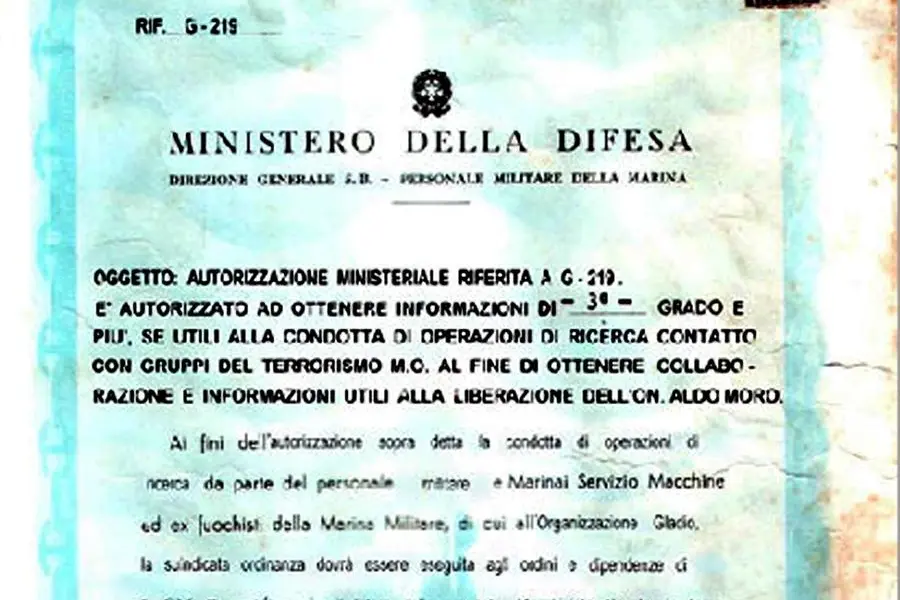 RIF. G-219
MINISTERO DELLA DIFESA
DIREZIONE GENERALE S.B. - PERSONALE MILITARE DELLA MARINA
OGGETTO: AUTORIZZAZIONE MINISTERIALE RIFERITA A G-219.
E' AUTORIZZATO AD OTTENERE INFORMAZIONI DI - 3° - GRADO E
PIU', SE UTILI ALLA CONDOTTA DI OPERAZIONI DI RICERCA CONTATTO
CON GRUPPI DEL TERRORISMO M.O. AL FINE DI OTTENERE COLLABO-
RAZIONE E INFORMAZIONI UTILI ALLA LIBERAZIONE DELL'ON. ALDO MORO.
Ai fini dell'autorizzazione sopra detta la condotta di operazioni di
ricerca da parte del personale militare e Marinai Servizio Macchine
ed ex fuochisti della Marina Militare, di cui all'Organizzazione Gladio,
la suindicata ordinanza dovrà essere eseguita agli ordini e dipendenze di